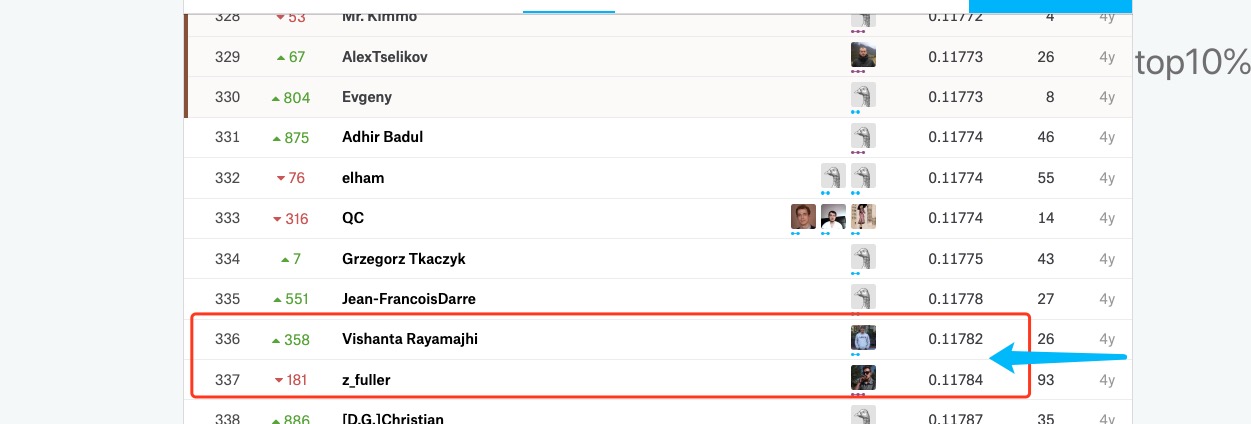 328 53 Mr. Kimmo 0.11772 4 4y
329 67 AlexTselikov 0.11773 26 4y
top10%
330 804 Evgeny 0.11773 8 4y
331 875 Adhir Badul 0.11774 46 4y
332 76 elham 0.11774 55 4y
333 316 QC 0.11774 14 4y
334 7 Grzegorz Tkaczyk 0.11775 43 4y
335 551 Jean-FrancoisDarre 0.11778 27 4y
336 358 Vishanta Rayamajhi 0.11782 26 4y
337 181 z_fuller 0.11784 93 4y
338 886 [D.G.]Christian 0.11787 35 4y